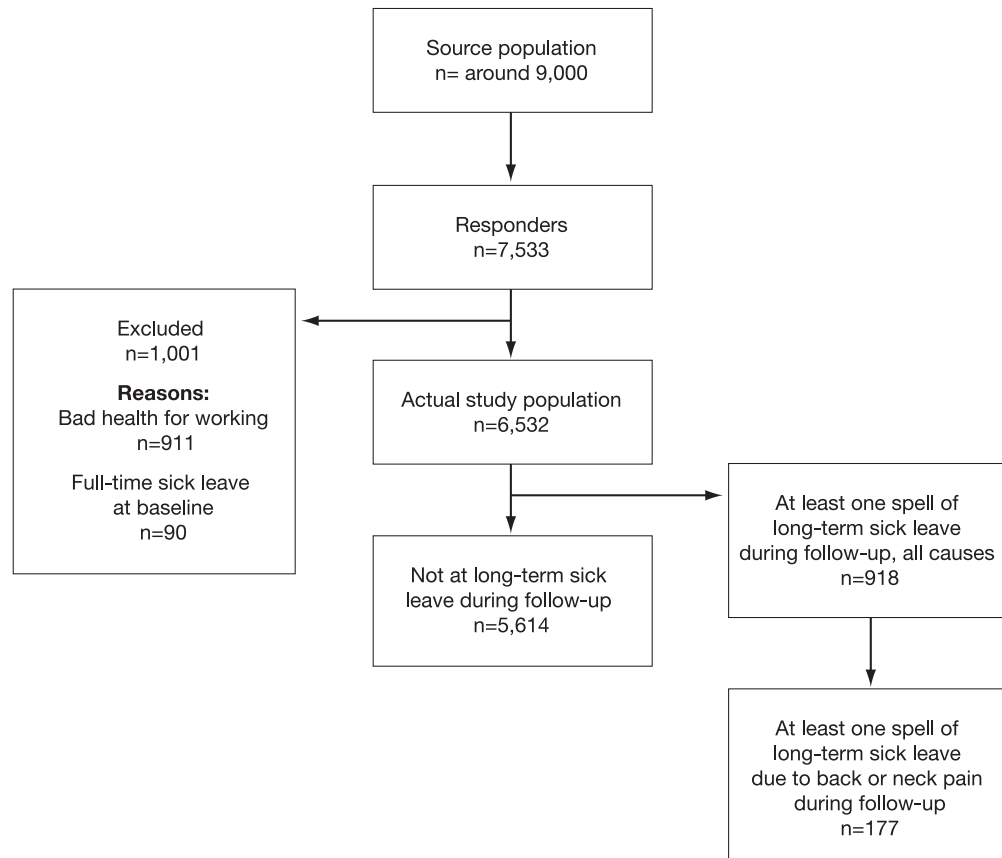 Source population
n= around 9,000
Responders
n=7,533
Excluded
n=1,001
Reasons:
Bad health for working
n=911
Full-time sick leave
at baseline
n=90
Actual study population
n=6,532
Not at long-term sick
leave during follow-up
n=5,614
At least one spell of
long-term sick leave
during follow-up, all causes
n=918
At least one spell of
long-term sick leave
due to back or neck pain
during follow-up
n=177